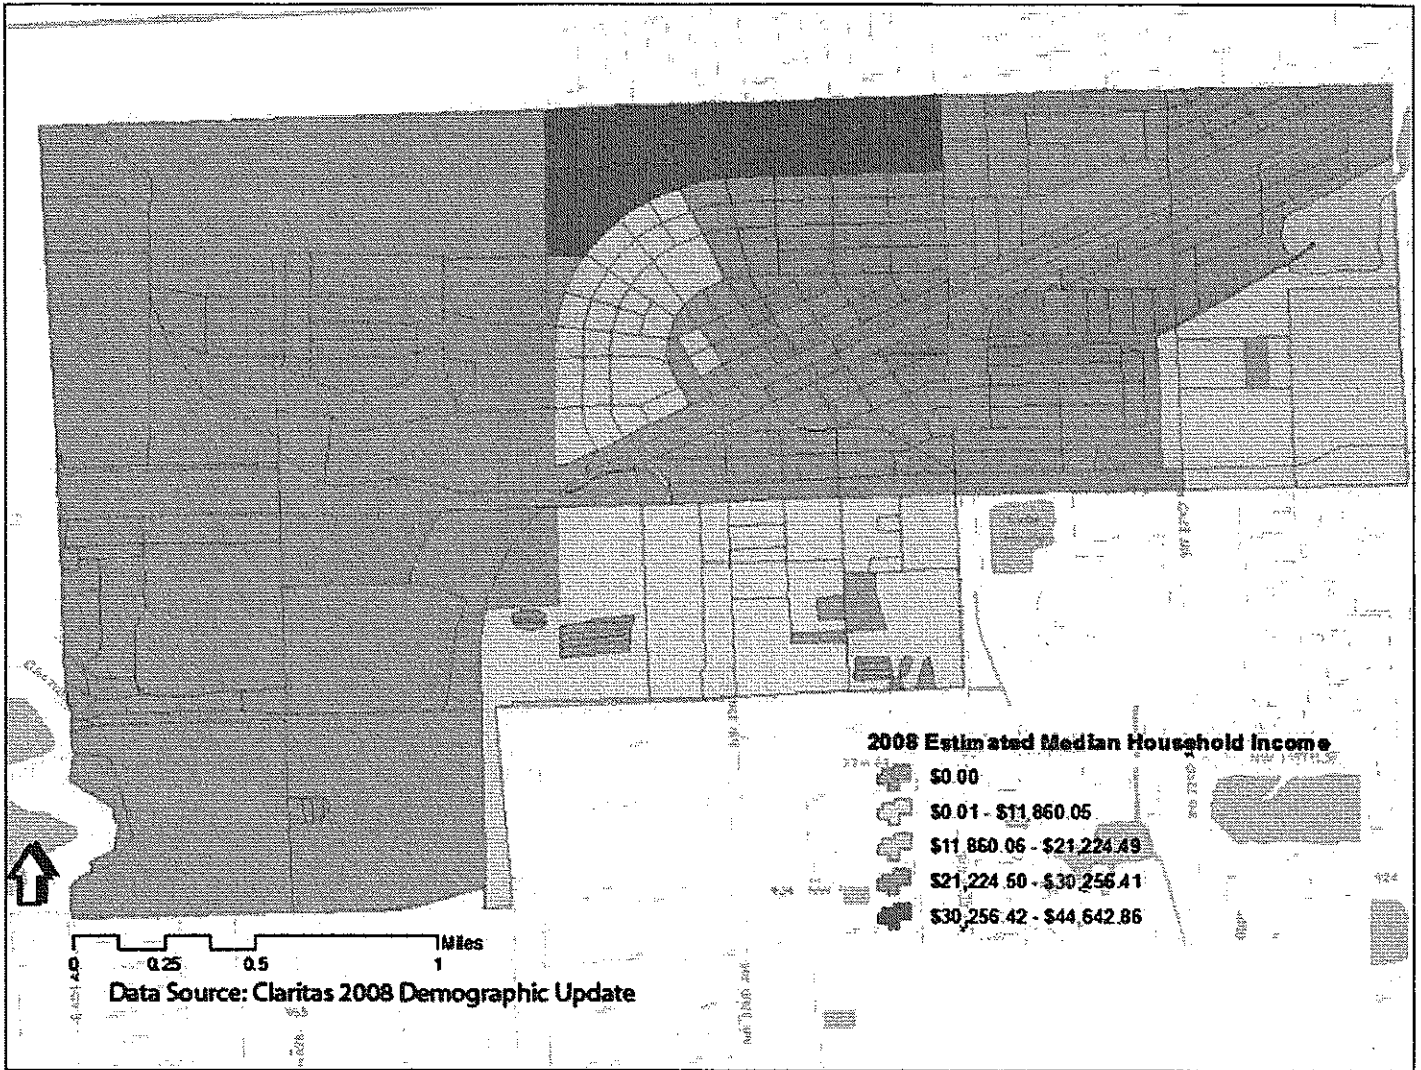 2008 Estimated Median Household Income
$0.00
$0.01 - $11,860.05
$11,860.06 - $21,224.49
$21,224.50 - $30,256.41
$30,256.42 - $44,642.86
Miles
0 0.25 0.5 1
Data Source: Claritas 2008 Demographic Update